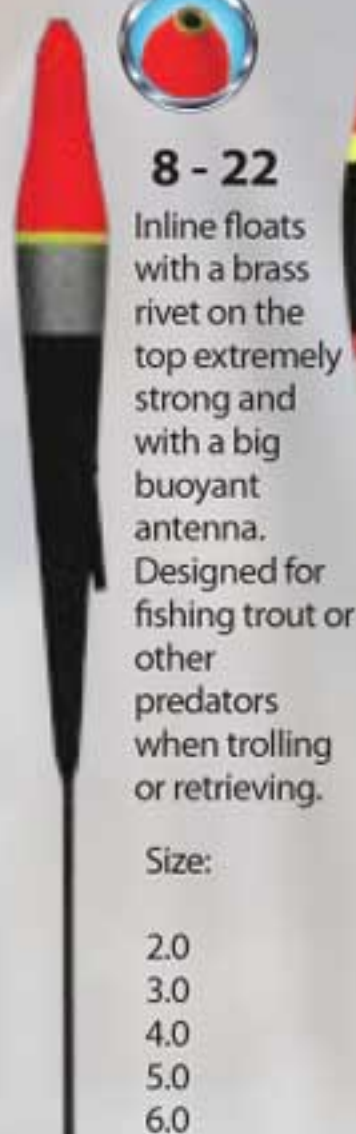 8 - 22
Inline floats
with a brass
rivet on the
top extremely
strong and
with a big
buoyant
antenna.
Designed for
fishing trout or
other
predators
when trolling
or retrieving.
Size:
2.0
3.0
4.0
5.0
6.0